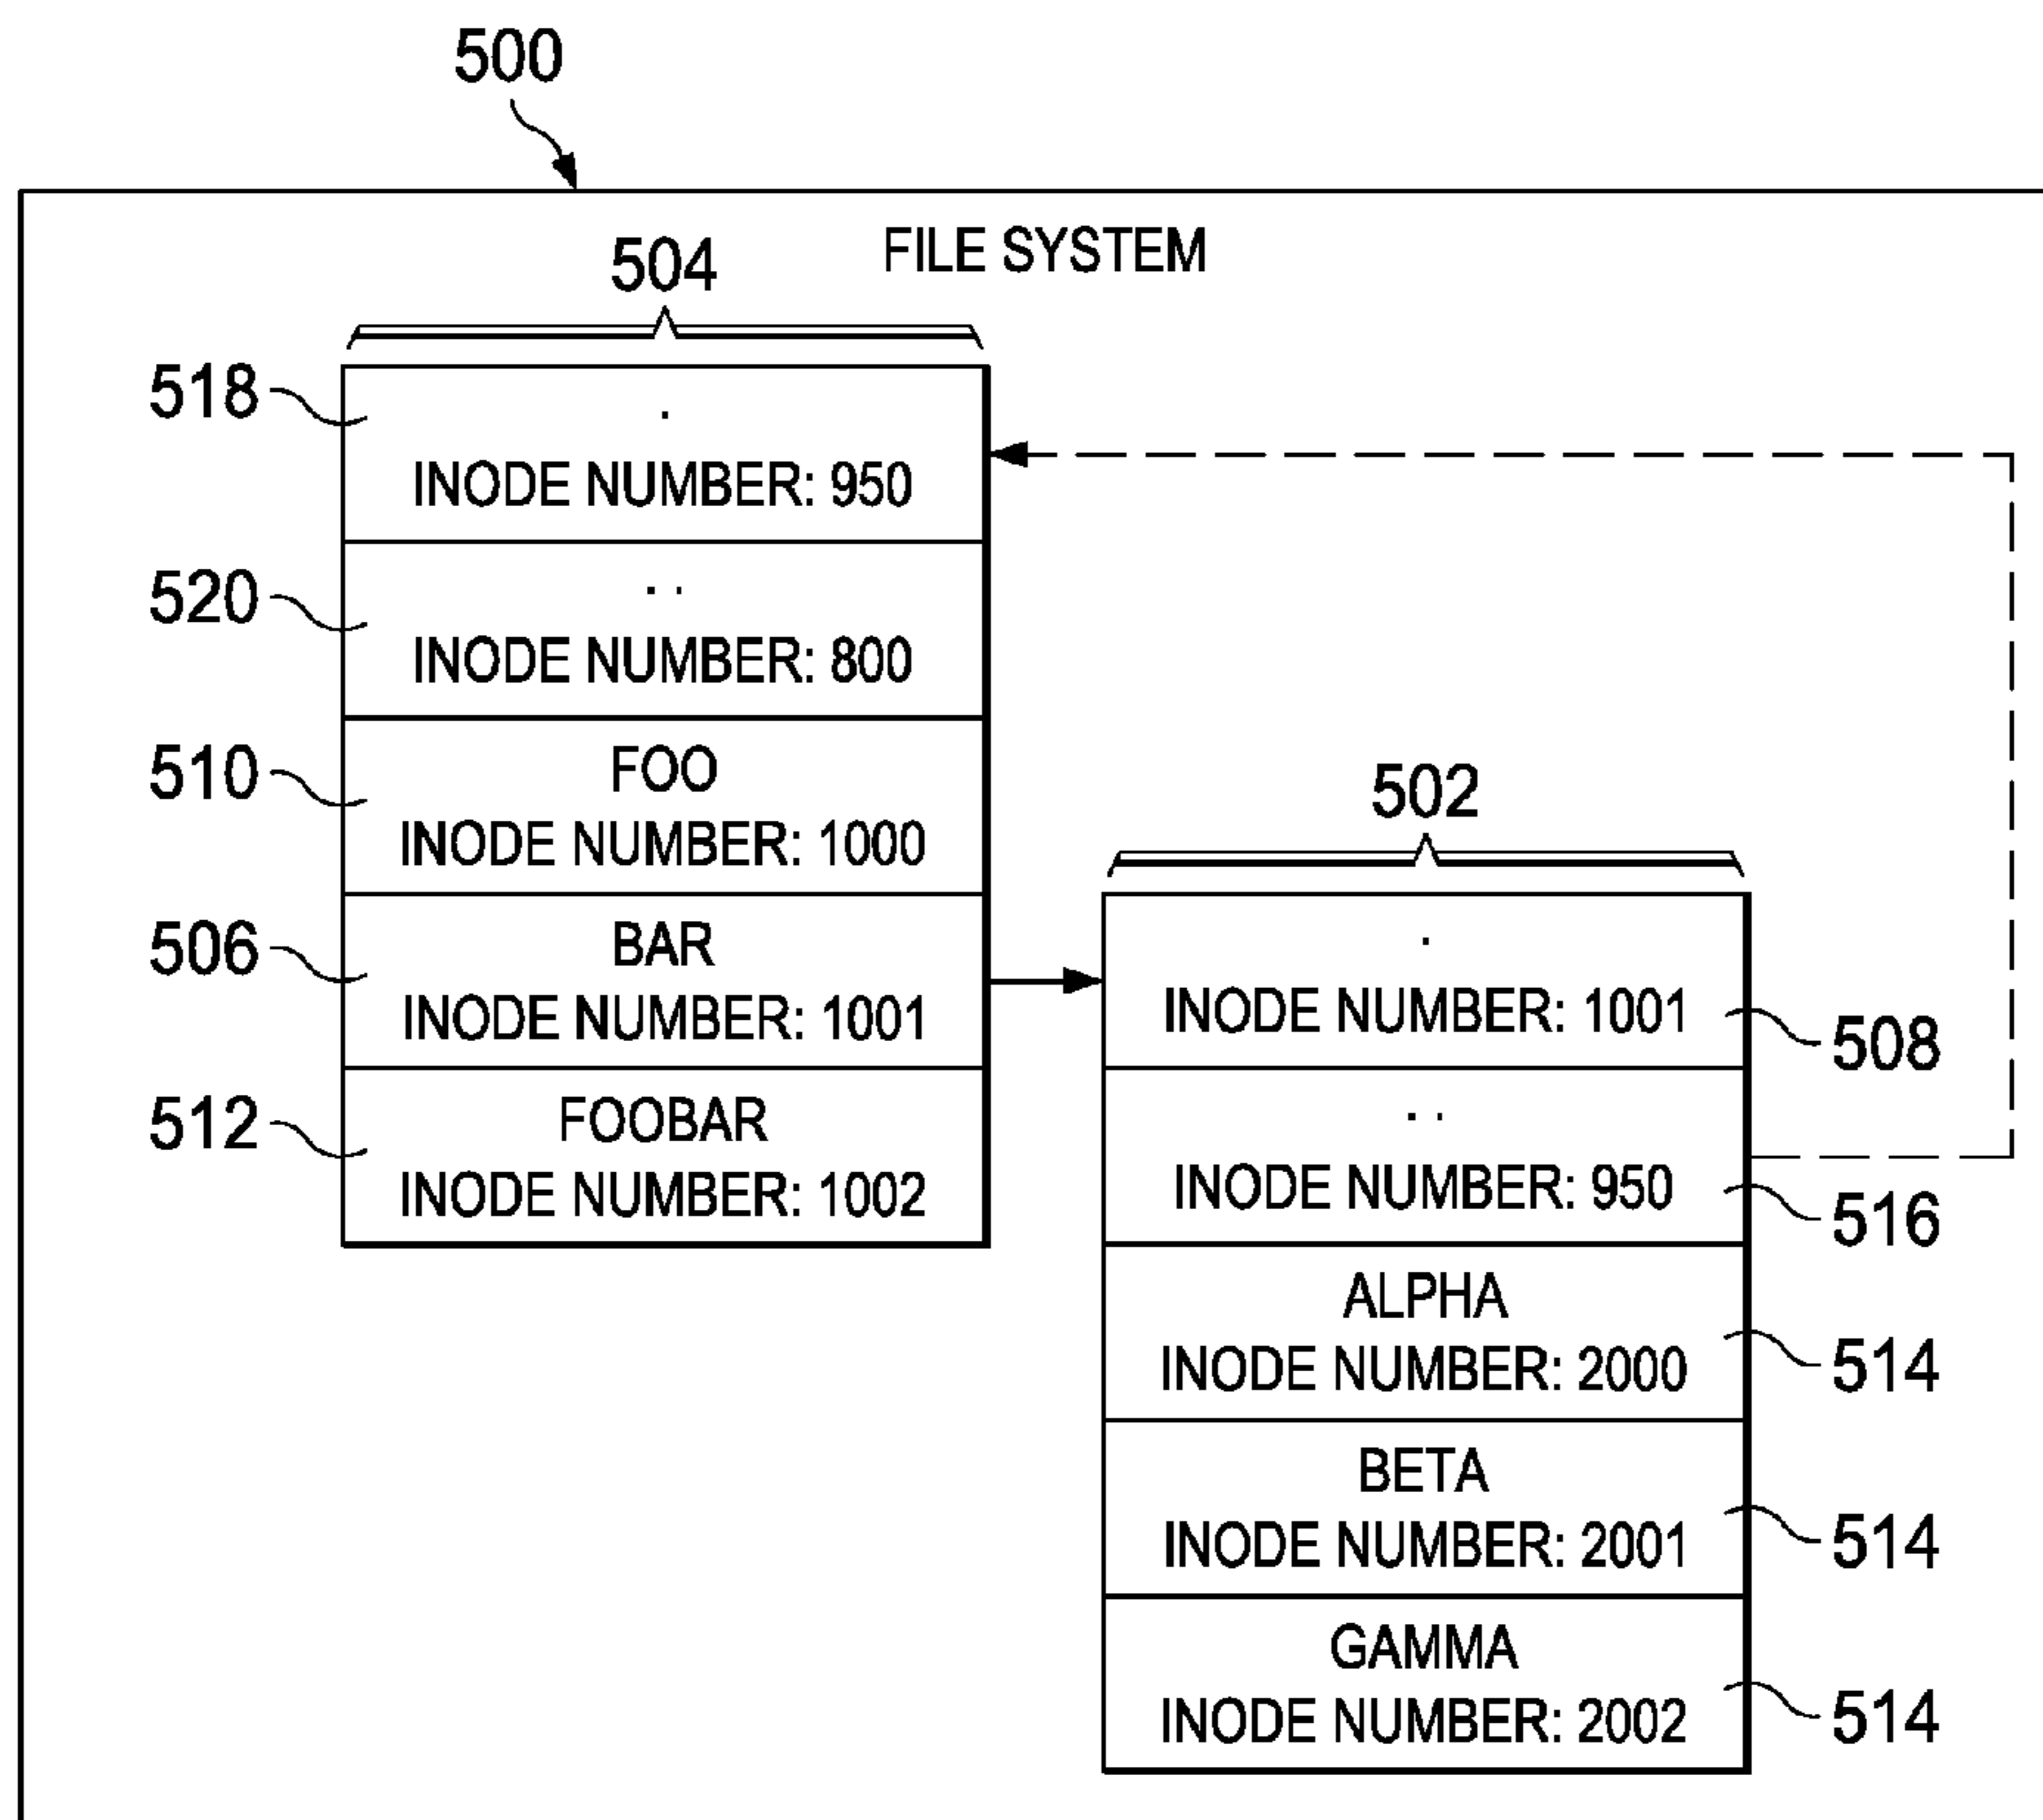 500
FILE SYSTEM
504
518
.
INODE NUMBER: 950
520
. .
INODE NUMBER: 800
510
FOO
INODE NUMBER: 1000
506
BAR
INODE NUMBER: 1001
512
FOOBAR
INODE NUMBER: 1002
502
.
INODE NUMBER: 1001
508
. .
INODE NUMBER: 950
516
ALPHA
INODE NUMBER: 2000
514
BETA
INODE NUMBER: 2001
514
GAMMA
INODE NUMBER: 2002
514